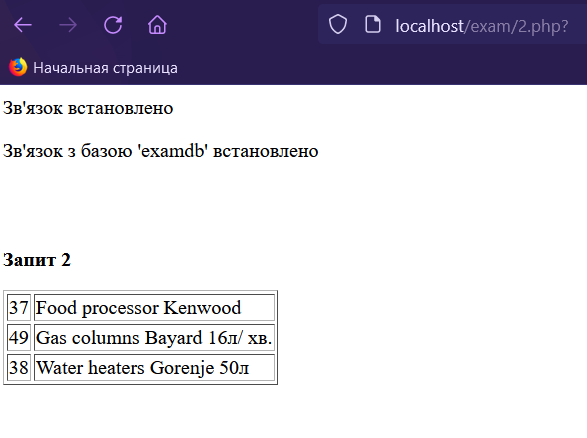 localhost/exam/2.php?
Начальная страница
Зв'язок встановлено
Зв'язок з базою 'examdb' встановлено
Запит 2
37 Food processor Kenwood
49 Gas columns Bayard 16л/ хв.
38 Water heaters Gorenje 50л